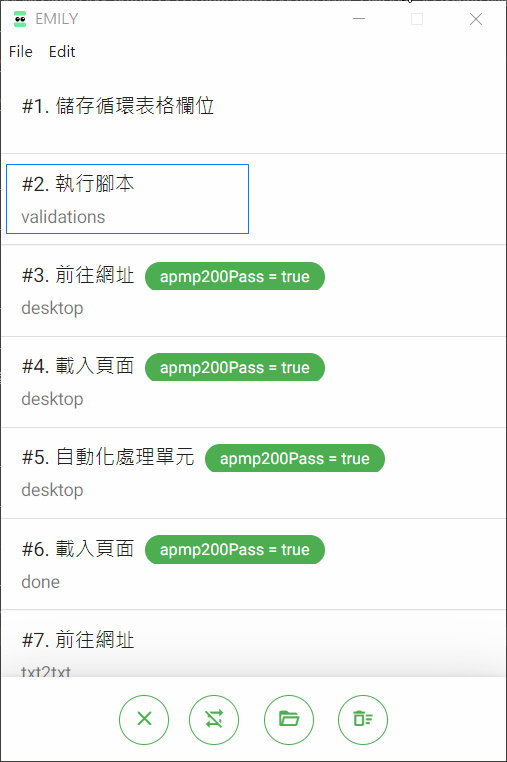 EMILY
File Edit
#1. 儲存循環表格欄位
#2. 執行腳本
validations
#3. 前往網址 apmp200Pass = true
desktop
#4. 載入頁面 apmp200Pass = true
desktop
#5. 自動化處理單元 apmp200Pass = true
desktop
#6. 載入頁面 apmp200Pass = true
done
#7. 前往網址
txt2txt